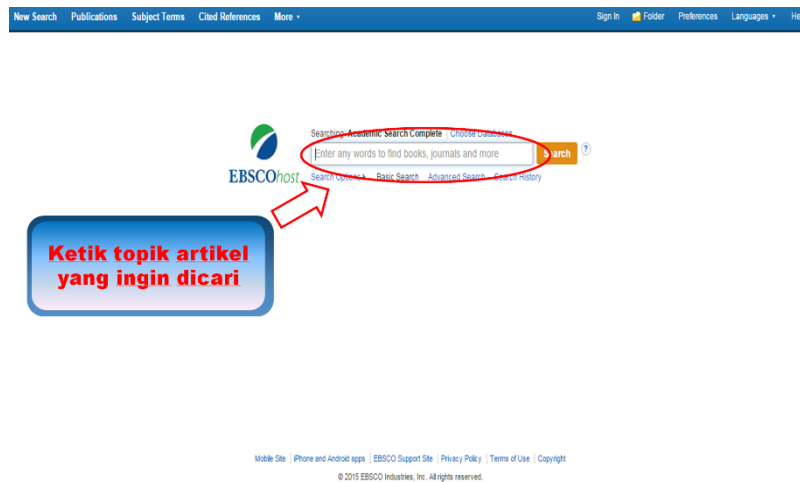 New Search Publications Subject Terms Cited References More Sign In Folder Preferences Languages
Searching: Academic Search Complete | Choose Databases
Enter any words to find books, journals and more Search ?
EBSCOhost
Search Options Basic Search Advanced Search Search History
Ketik topik artikel
yang ingin dicari
Mobile Site | iPhone and Android apps | EBSCO Support Site | Privacy Policy | Terms of Use | Copyright
© 2015 EBSCO Industries, Inc. All rights reserved.